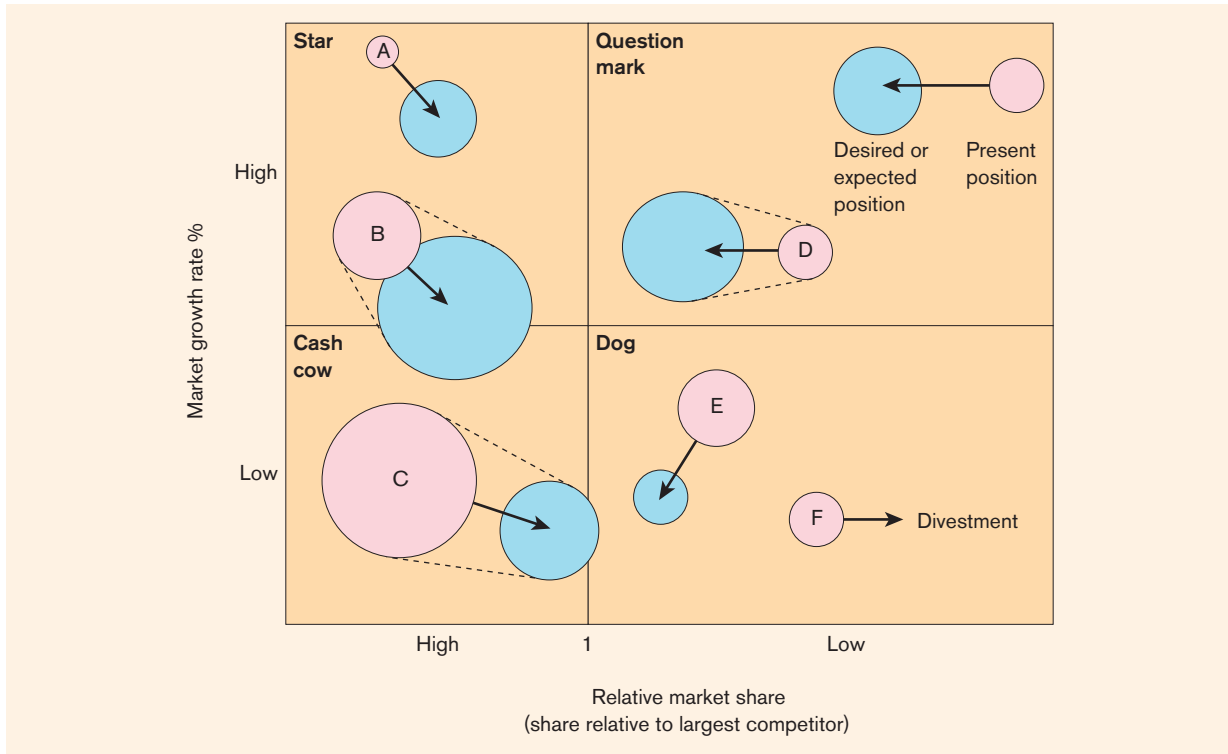 Star
A
Question
mark
Desired or
expected
position
Present
position
High
B
D
Market growth rate %
Cash
cow
Dog
E
Low
C
F
Divestment
High
1
Low
Relative market share
(share relative to largest competitor)